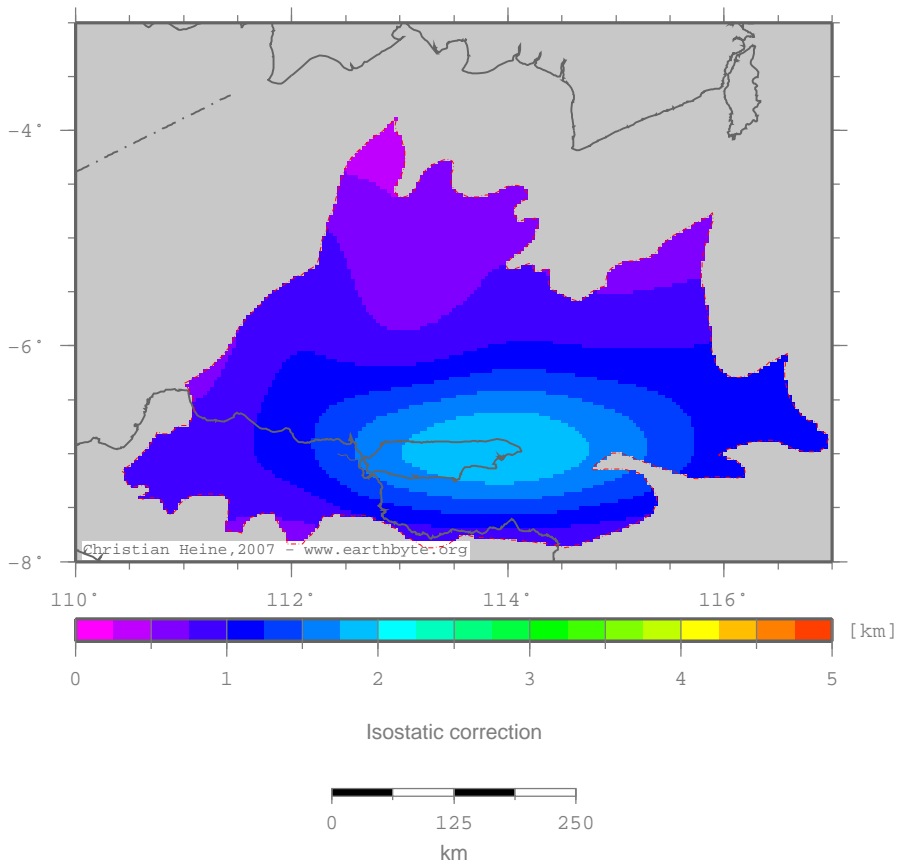 -4°
-6°
-8°
Christian Heine,2007 - www.earthbyte.org
110° 112° 114° 116°
[km]
0 1 2 3 4 5
Isostatic correction
0 125 250
km